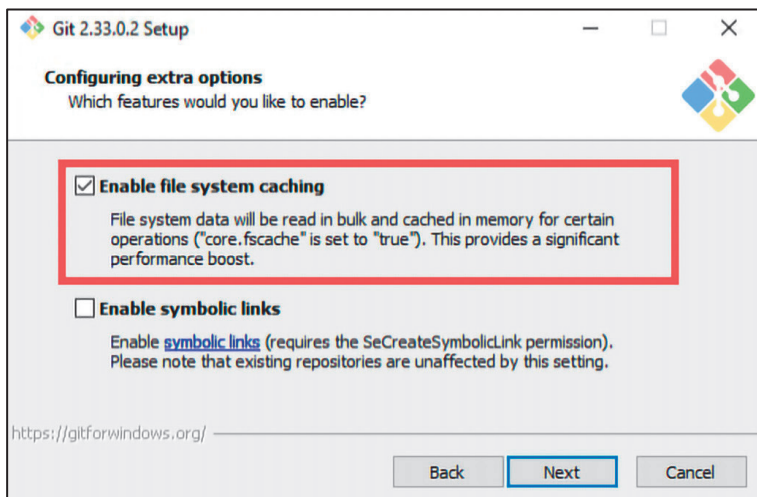 Git 2.33.0.2 Setup
Configuring extra options
Which features would you like to enable?
Enable file system caching
File system data will be read in bulk and cached in memory for certain
operations ("core.fscache" is set to "true"). This provides a significant
performance boost.
Enable symbolic links
Enable symbolic links (requires the SeCreateSymbolicLink permission).
Please note that existing repositories are unaffected by this setting.
https://gitforwindows.org/
Back Next Cancel